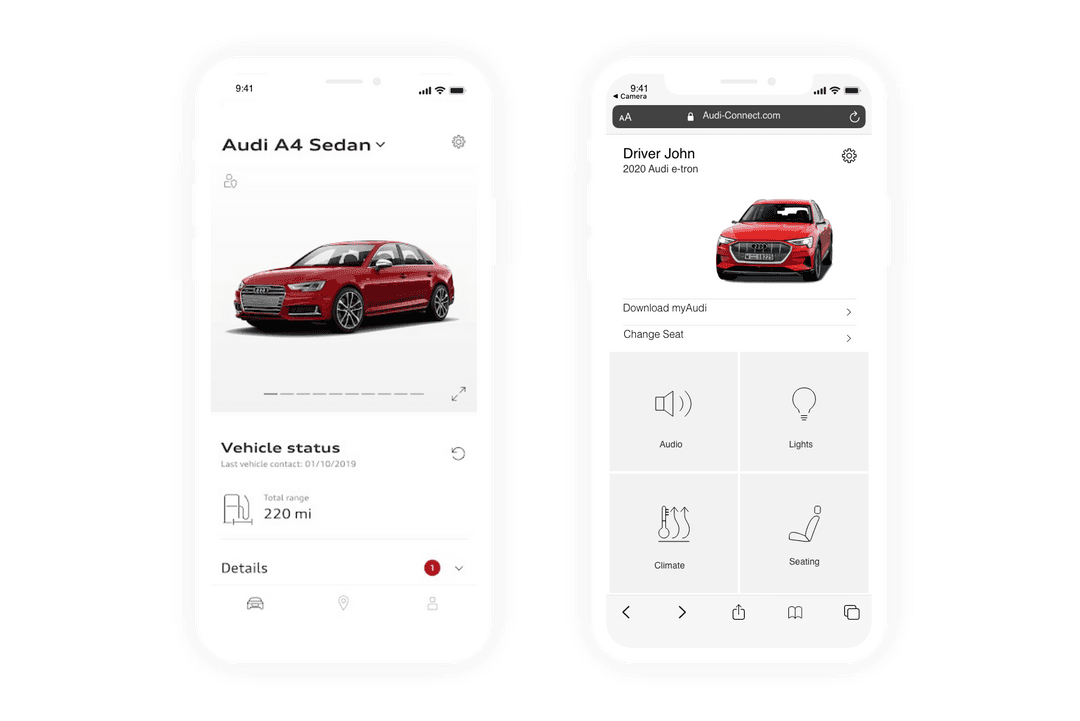 9:41
Audi A4 Sedan
Vehicle status
Last vehicle contact: 01/10/2019
Total range
220 mi
Details
1
9:41
Camera
AA
Audi-Connect.com
Driver John
2020 Audi e-tron
Download myAudi
Change Seat
Audio
Lights
Climate
Seating